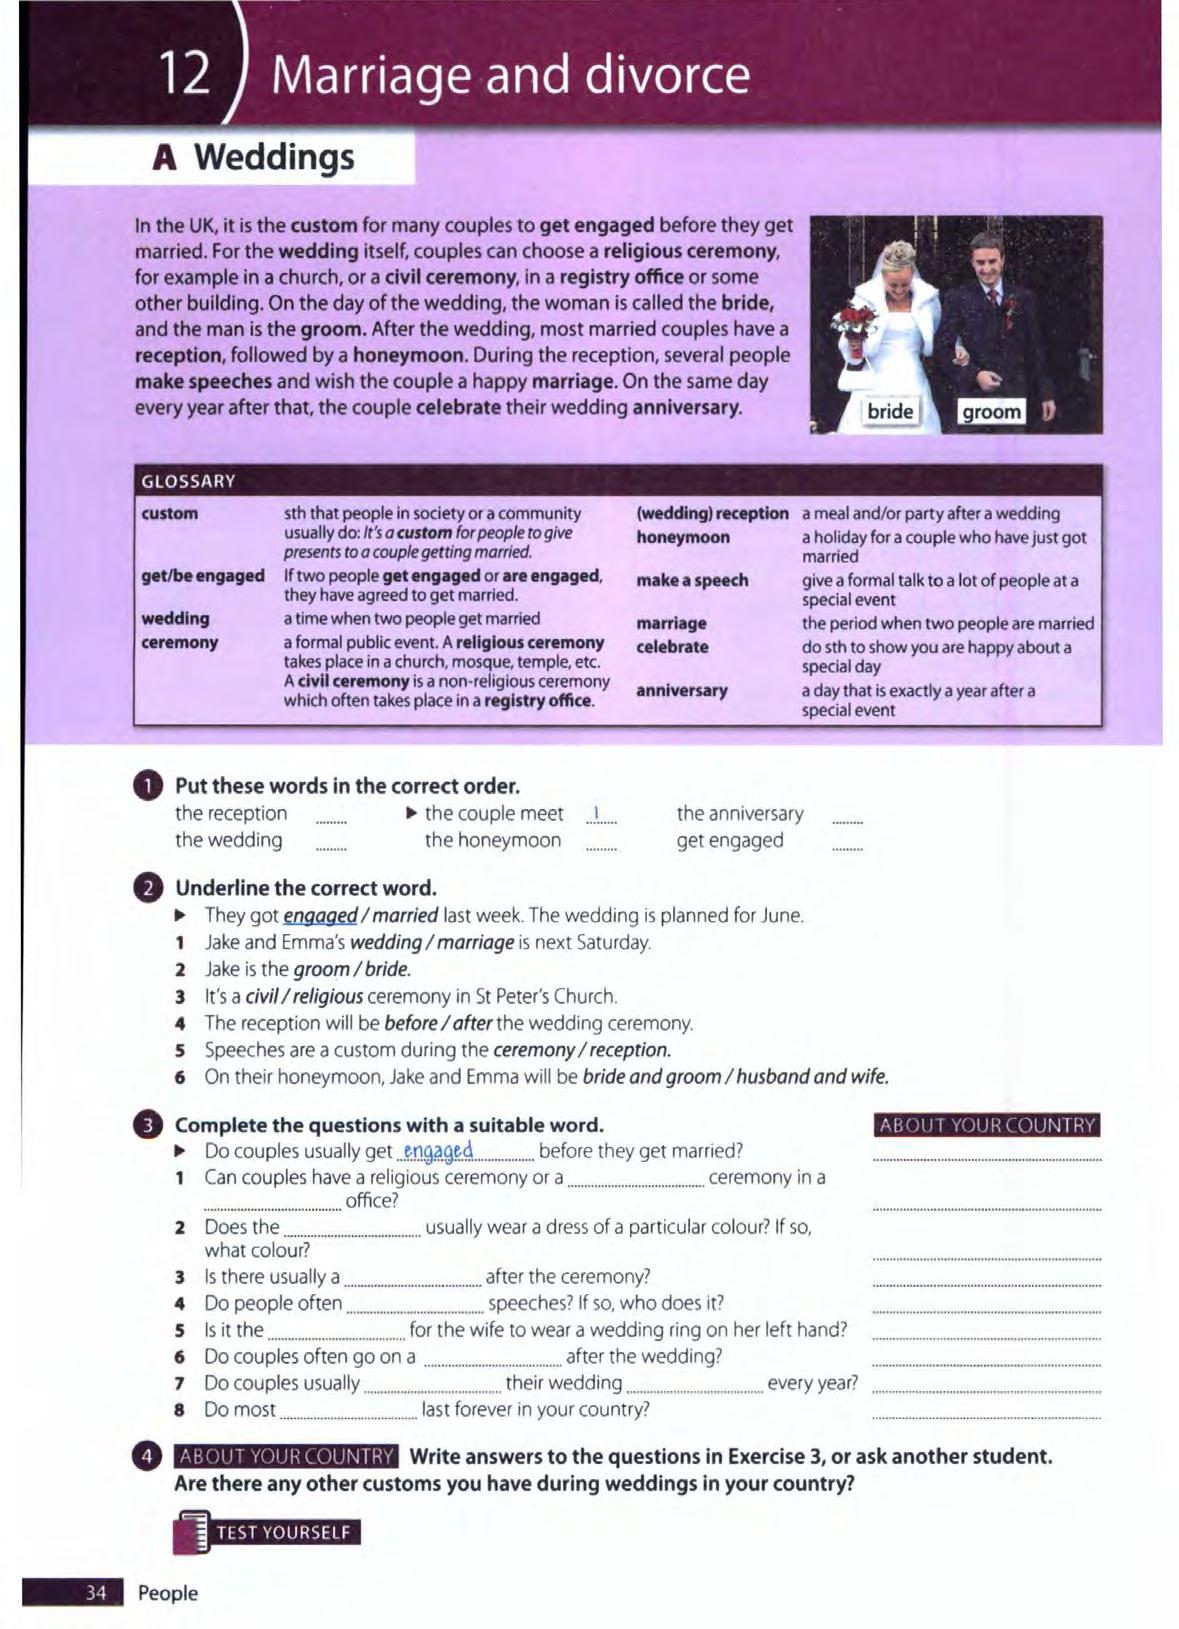 12 Marriage and divorce
A Weddings
In the UK, it is the custom for many couples to get engaged before they get
married. For the wedding itself, couples can choose a religious ceremony,
for example in a church, or a civil ceremony, in a registry office or some
other building. On the day of the wedding, the woman is called the bride,
and the man is the groom. After the wedding, most married couples have a
reception, followed by a honeymoon. During the reception, several people
make speeches and wish the couple a happy marriage. On the same day
every year after that, the couple celebrate their wedding anniversary.
bride groom
GLOSSARY
custom sth that people in society or a community
usually do: It's a custom for people to give
presents to a couple getting married.
get/be engaged If two people get engaged or are engaged,
they have agreed to get married.
wedding a time when two people get married
ceremony a formal public event. A religious ceremony
takes place in a church, mosque, temple, etc.
A civil ceremony is a non-religious ceremony
which often takes place in a registry office.
(wedding) reception a meal and/or party after a wedding
honeymoon a holiday for a couple who have just got
married
make a speech give a formal talk to a lot of people at a
special event
marriage the period when two people are married
celebrate do sth to show you are happy about a
special day
anniversary a day that is exactly a year after a
special event
1 Put these words in the correct order.
the reception ........ ► the couple meet ..1.... the anniversary ........
the wedding ........ the honeymoon ........ get engaged ........
2 Underline the correct word.
► They got engaged / married last week. The wedding is planned for June.
1 Jake and Emma's wedding / marriage is next Saturday.
2 Jake is the groom / bride.
3 It's a civil / religious ceremony in St Peter's Church.
4 The reception will be before / after the wedding ceremony.
5 Speeches are a custom during the ceremony / reception.
6 On their honeymoon, Jake and Emma will be bride and groom / husband and wife.
3 Complete the questions with a suitable word. ABOUT YOUR COUNTRY
► Do couples usually get engaged before they get married?
1 Can couples have a religious ceremony or a ........ ceremony in a
........ office?
2 Does the ........ usually wear a dress of a particular colour? If so,
what colour?
3 Is there usually a ........ after the ceremony?
4 Do people often ........ speeches? If so, who does it?
5 Is it the ........ for the wife to wear a wedding ring on her left hand?
6 Do couples often go on a ........ after the wedding?
7 Do couples usually ........ their wedding ........ every year?
8 Do most ........ last forever in your country?
4 ABOUT YOUR COUNTRY Write answers to the questions in Exercise 3, or ask another student.
Are there any other customs you have during weddings in your country?
TEST YOURSELF
34 People